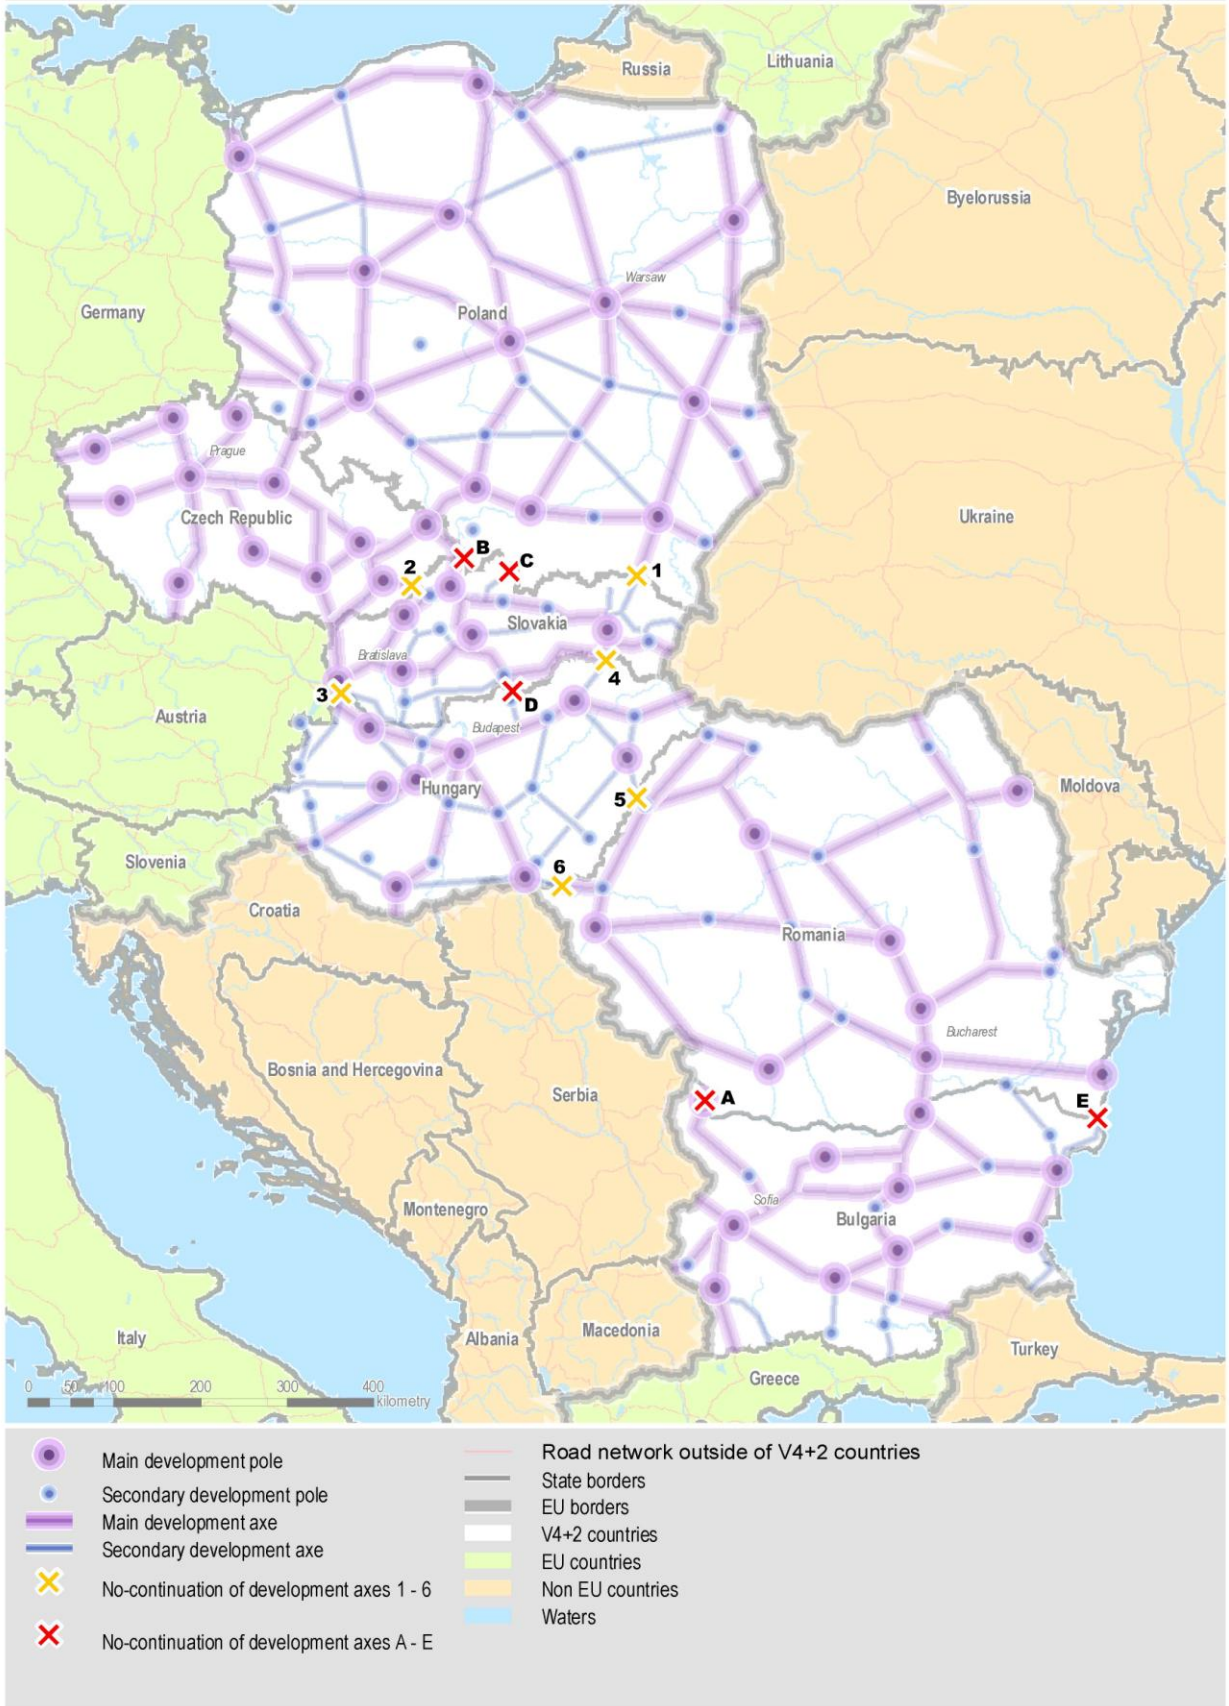 Russia
Lithuania
Byelorussia
Warsaw
Germany
Poland
Prague
Czech Republic
Ukraine
B
C
2
1
Slovakia
Bratislava
4
3
D
Austria
Budapest
Hungary
5
Moldova
Slovenia
6
Croatia
Romania
Bucharest
Bosnia and Hercegovina
Serbia
A
E
Sofia
Montenegro
Bulgaria
Italy
Albania
Macedonia
Turkey
Greece
0 50 100 200 300 400
kilometry
Main development pole
Secondary development pole
Main development axe
Secondary development axe
No-continuation of development axes 1 - 6
No-continuation of development axes A - E
Road network outside of V4+2 countries
State borders
EU borders
V4+2 countries
EU countries
Non EU countries
Waters